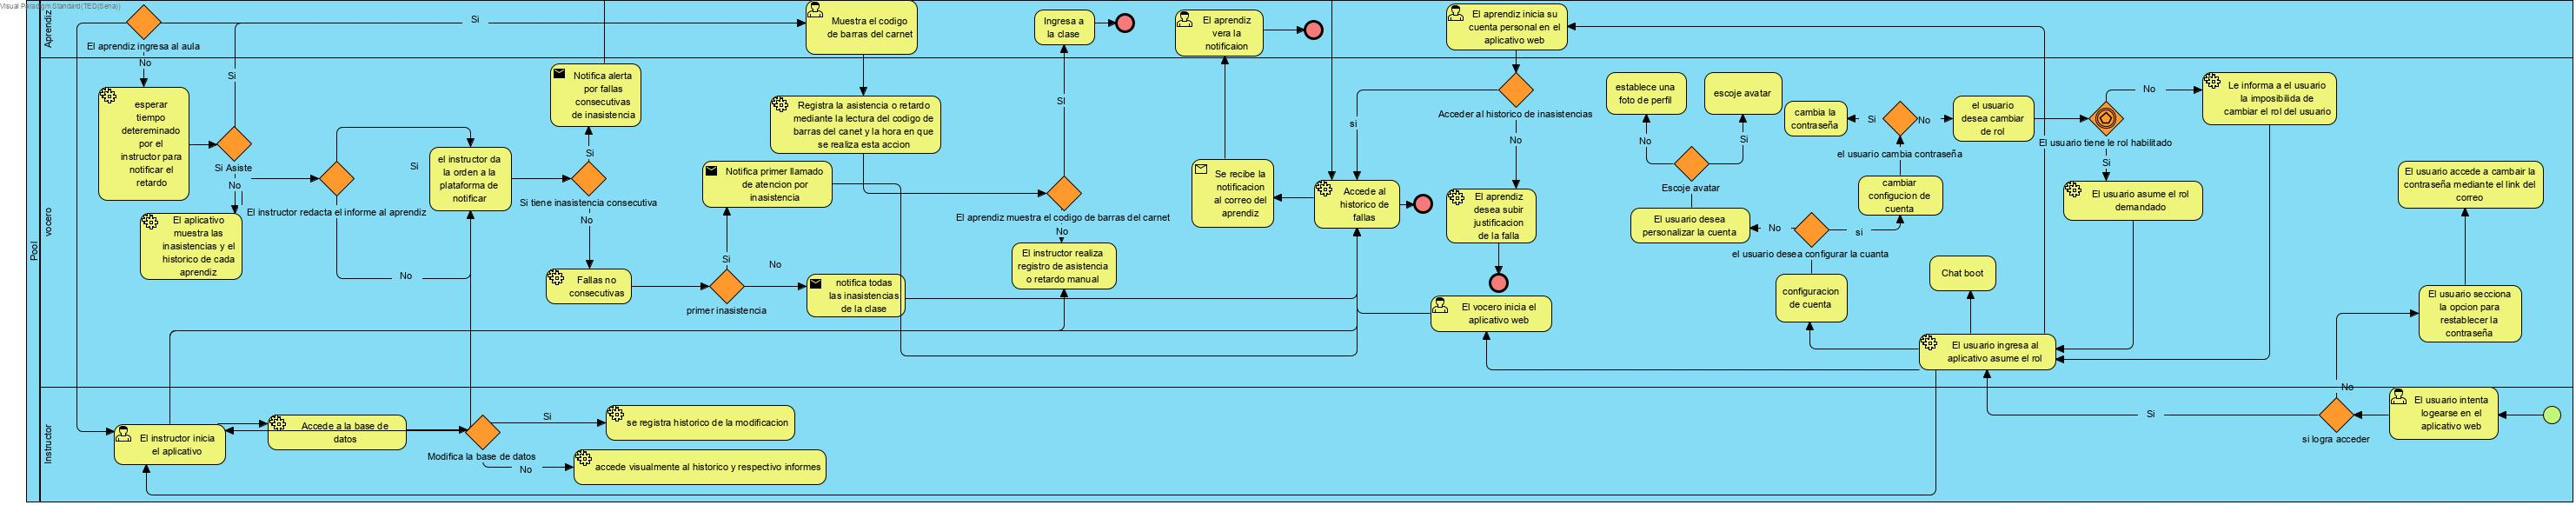 Visual Paradigm Standard(TED(Sena))
Pool
Aprendiz
vocero
Instructor
El aprendiz ingresa al aula
Si
No
esperar
tiempo
detereminado
por el
instructor para
notificar el
retardo
Si
Si Asiste
No
El aplicativo
muestra las
inasistencias y el
historico de cada
aprendiz
El instructor redacta el informe al aprendiz
Si
No
el instructor da
la orden a la
plataforma de
notificar
Notifica alerta
por fallas
consecutivas
de inasistencia
Si
Si tiene inasistencia consecutiva
No
Fallas no
consecutivas
Notifica primer llamado
de atencion por
inasistencia
Si
No
primer inasistencia
notifica todas
las inasistencias
de la clase
Muestra el codigo
de barras del carnet
Registra la asistencia o retardo
mediante la lectura del codigo de
barras del canet y la hora en que
se realiza esta accion
Ingresa a
la clase
SI
El aprendiz muestra el codigo de barras del carnet
No
El instructor realiza
registro de asistencia
o retardo manual
El aprendiz
vera la
notificaion
Se recibe la
notificacion
al correo del
aprendiz
Accede al
historico de
fallas
si
El aprendiz inicia su
cuenta personal en el
aplicativo web
Acceder al historico de inasistencias
No
El aprendiz
desea subir
justificacion
de la falla
El vocero inicia el
aplicativo web
establece una
foto de perfil
escoje avatar
No
Si
Escoje avatar
El usuario desea
personalizar la cuenta
No
si
el usuario desea configurar la cuanta
configuracion
de cuenta
cambia la
contraseña
Si
No
el usuario cambia contraseña
cambiar
configucion de
cuenta
el usuario
desea cambiar
de rol
El usuario tiene le rol habilitado
No
Si
Le informa a el usuario
la imposibilida de
cambiar el rol del usuario
El usuario asume el rol
demandado
Chat boot
El usuario ingresa al
aplicativo asume el rol
El usuario accede a cambair la
contraseña mediante el link del
correo
El usuario secciona
la opcion para
restablecer la
contraseña
No
Si
si logra acceder
El usuario intenta
logearse en el
aplicativo web
El instructor inicia
el aplicativo
Accede a la base de
datos
Modifica la base de datos
Si
No
se registra historico de la modificacion
accede visualmente al historico y respectivo informes